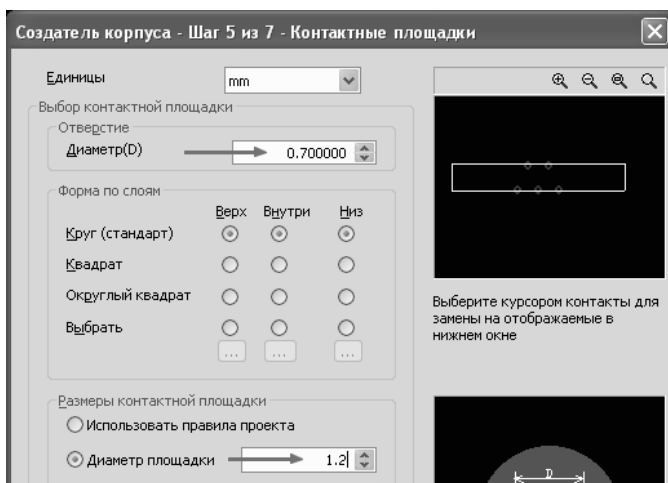 Создатель корпуса - Шаг 5 из 7 - Контактные площадки
Единицы mm
Выбор контактной площадки
Отверстие
Диаметр(D) 0.700000
Форма по слоям
Верх Внутри Низ
Круг (стандарт)
Квадрат
Округлый квадрат
Выбрать
... ... ...
Размеры контактной площадки
Использовать правила проекта
Диаметр площадки 1.2
Выберите курсором контакты для
замены на отображаемые в
нижнем окне
D